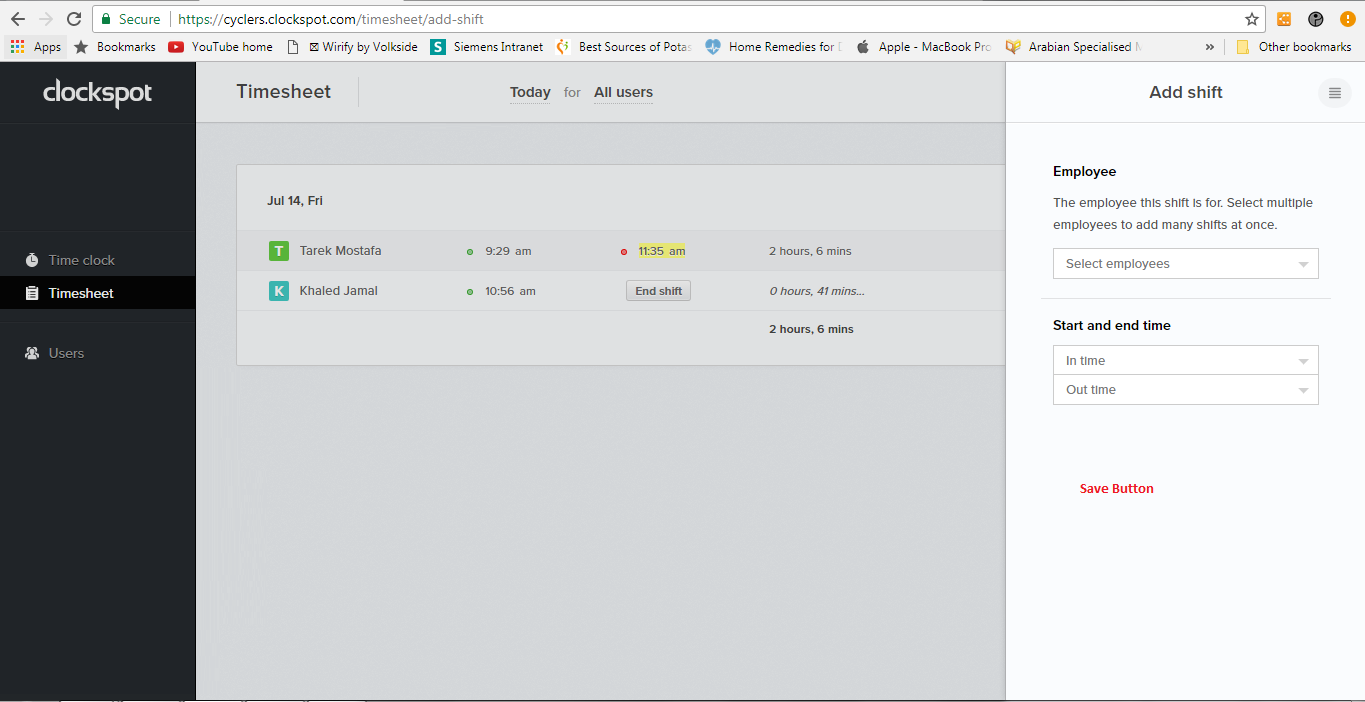 Secure https://cyclers.clockspot.com/timesheet/add-shift
Apps Bookmarks YouTube home Wirify by Volkside S Siemens Intranet Best Sources of Potas Home Remedies for Apple - MacBook Pro Arabian Specialised » Other bookmarks
clockspot
Timesheet
Today for All users
Add shift
Time clock
Timesheet
Users
Jul 14, Fri
T Tarek Mostafa 9:29 am 11:35 am 2 hours, 6 mins
K Khaled Jamal 10:56 am End shift 0 hours, 41 mins...
2 hours, 6 mins
Employee
The employee this shift is for. Select multiple
employees to add many shifts at once.
Select employees
Start and end time
In time
Out time
Save Button